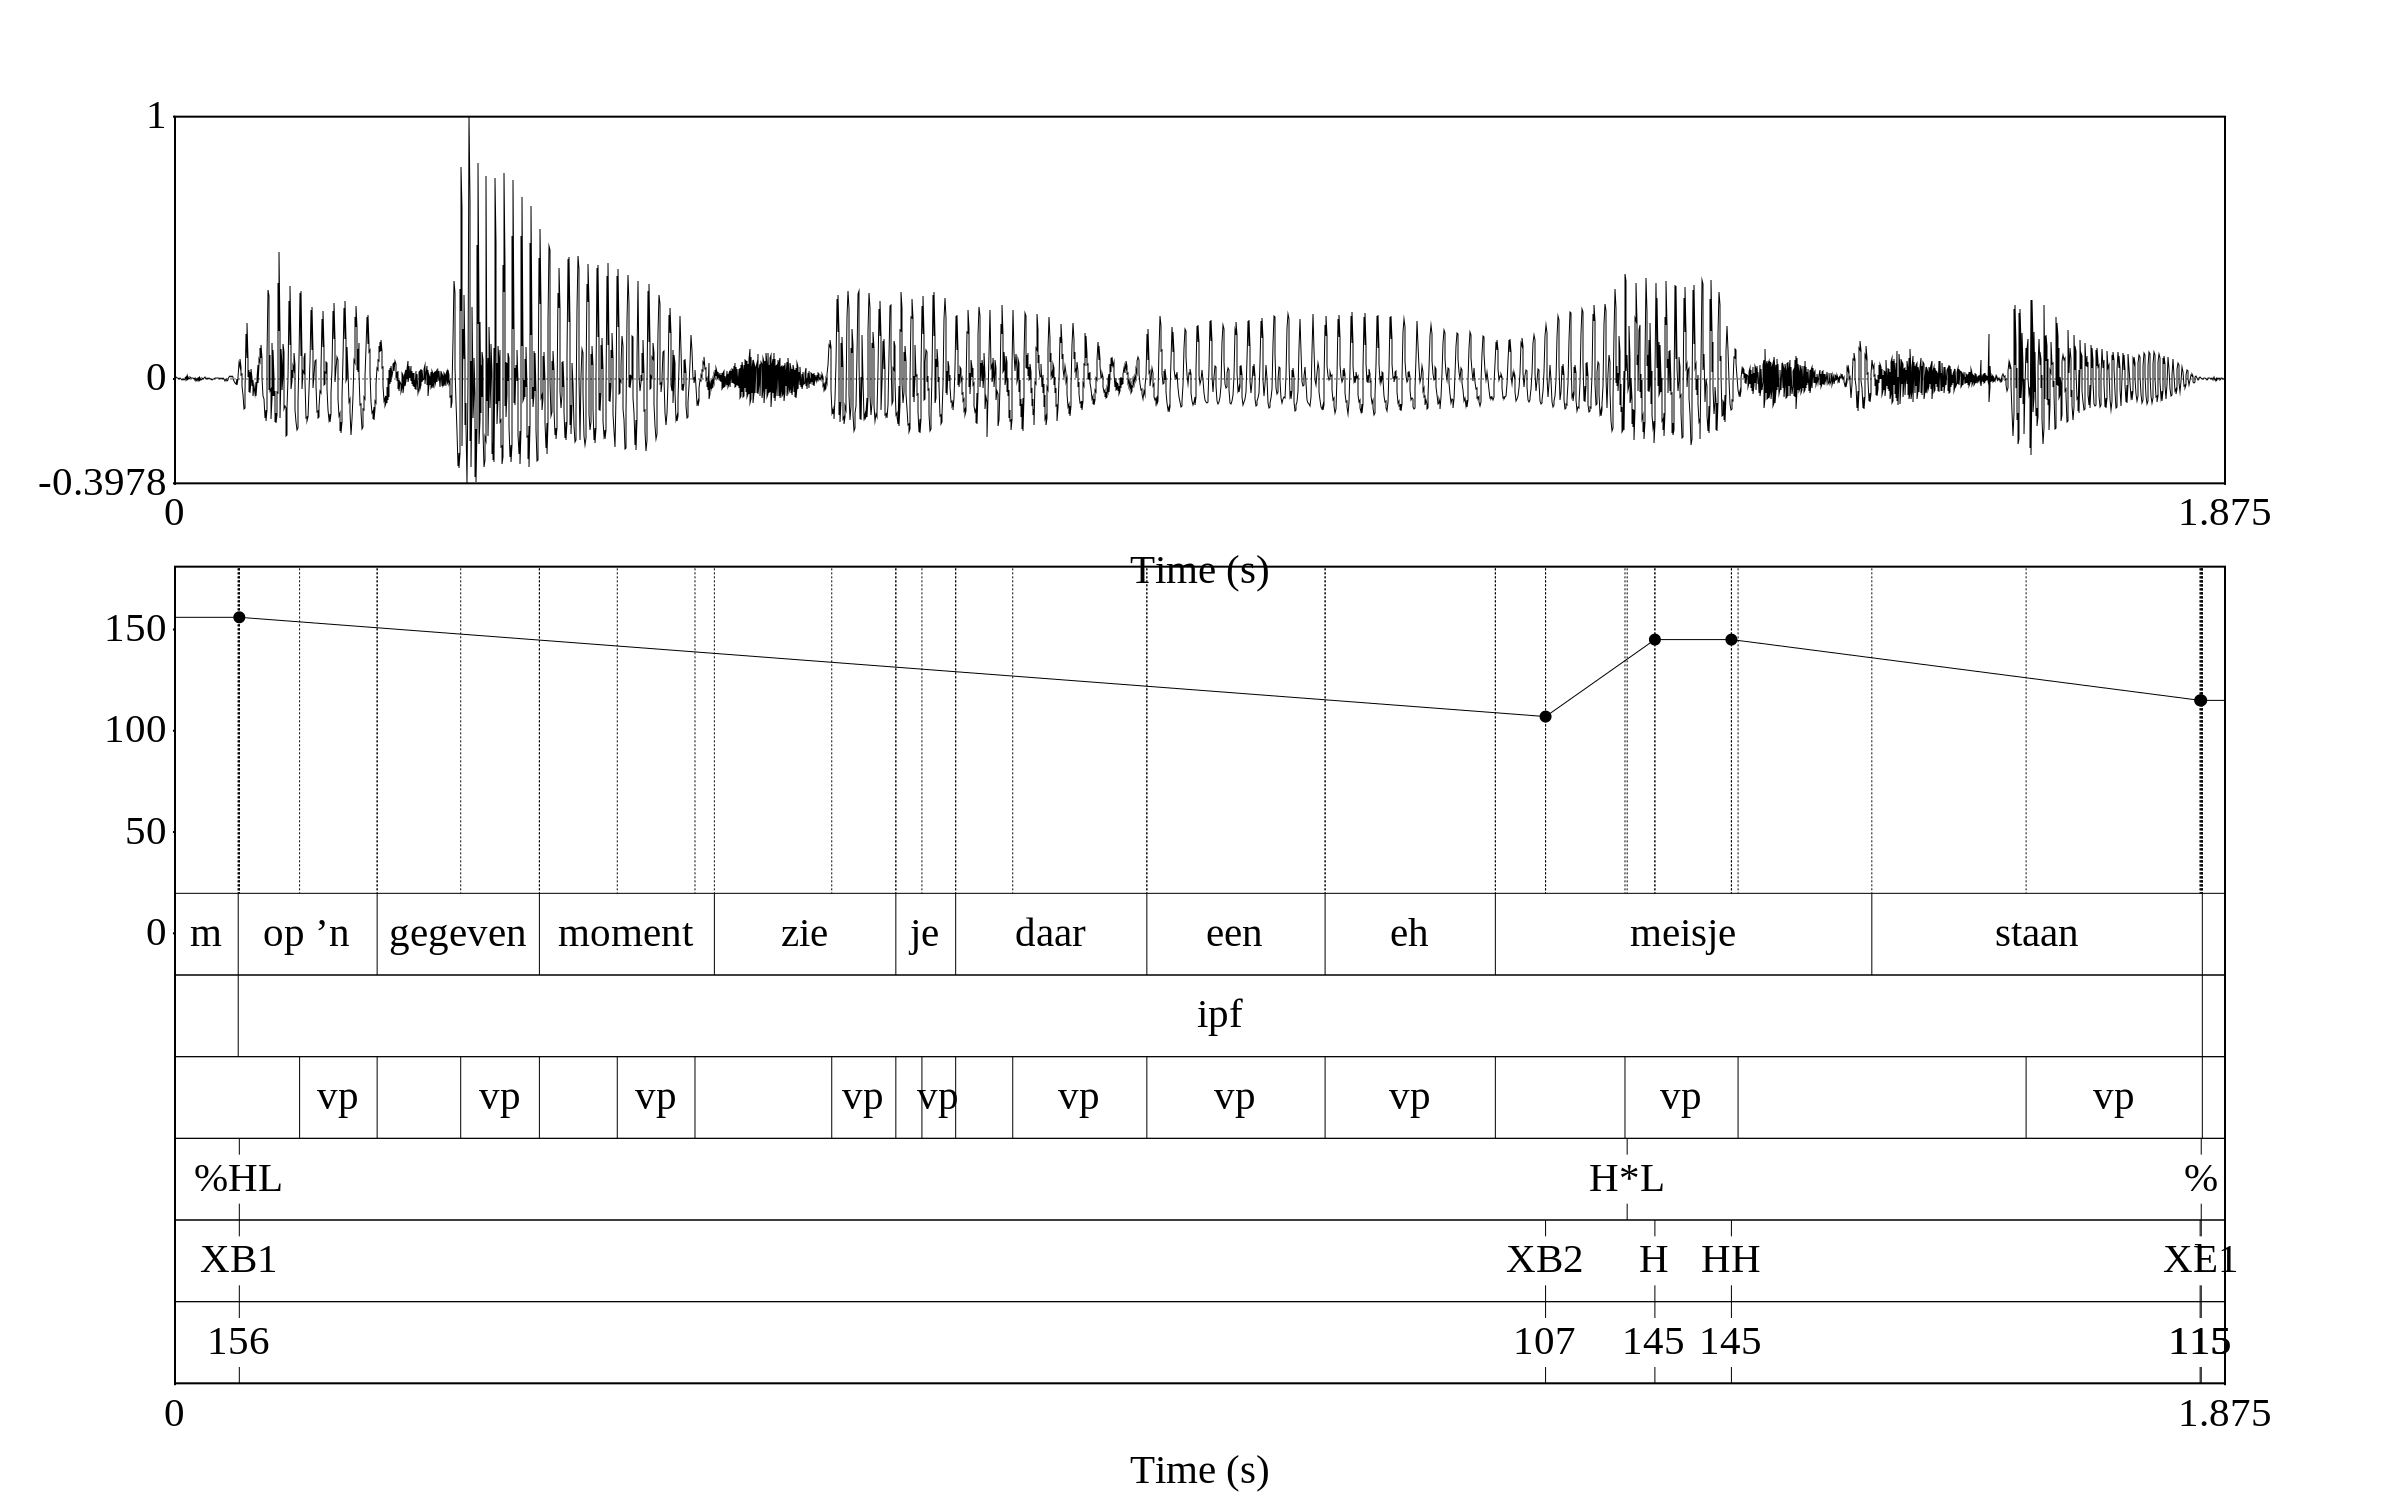 1
0
-0.3978
0 1.875
Time (s)
150
100
50
0 m op ’n gegeven moment zie je daar een eh meisje staan
ipf
vp vp vp vp vp vp vp vp vp vp
%HL H*L %
XB1 XB2 H HH XE1
156 107 145 145 115
0 1.875
Time (s)